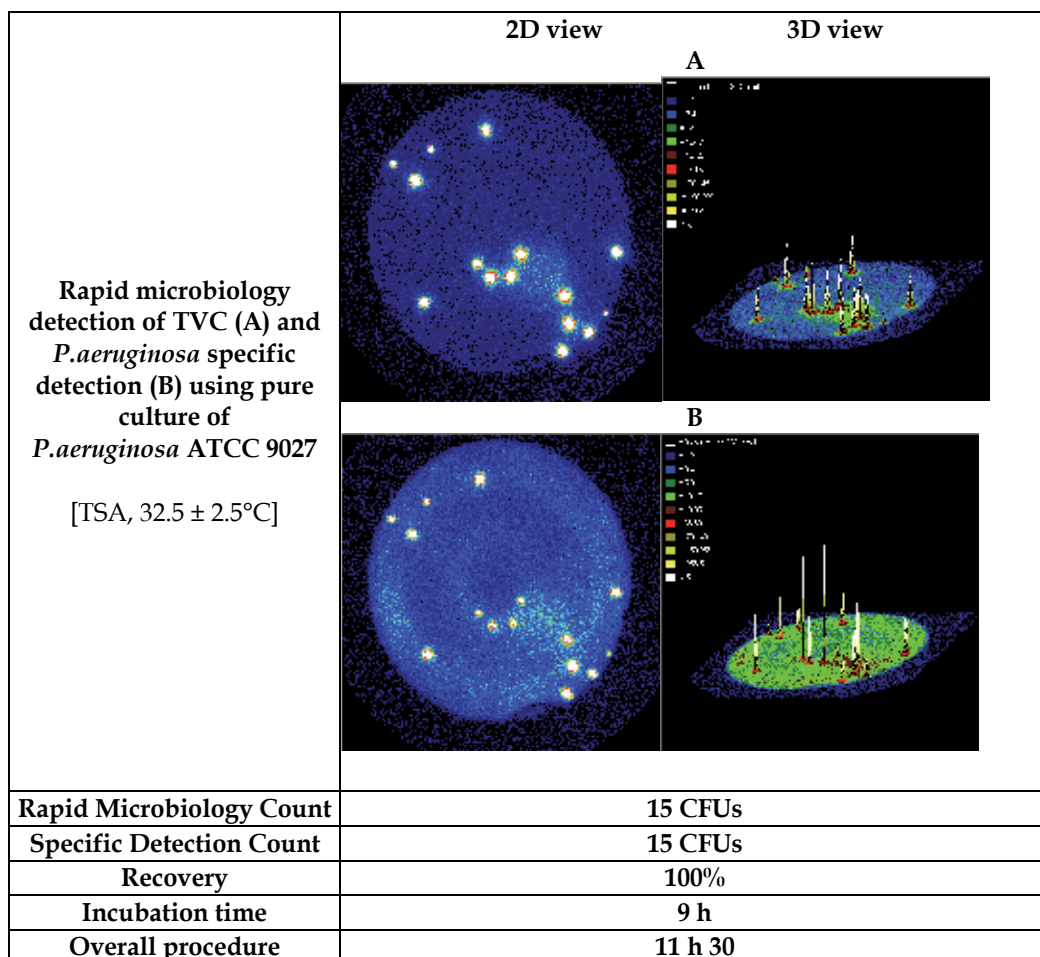 2D view 3D view
A
Rapid microbiology
detection of TVC (A) and
P.aeruginosa specific
detection (B) using pure
culture of
P.aeruginosa ATCC 9027
[TSA, 32.5 ± 2.5°C]
B
Rapid Microbiology Count 15 CFUs
Specific Detection Count 15 CFUs
Recovery 100%
Incubation time 9 h
Overall procedure 11 h 30